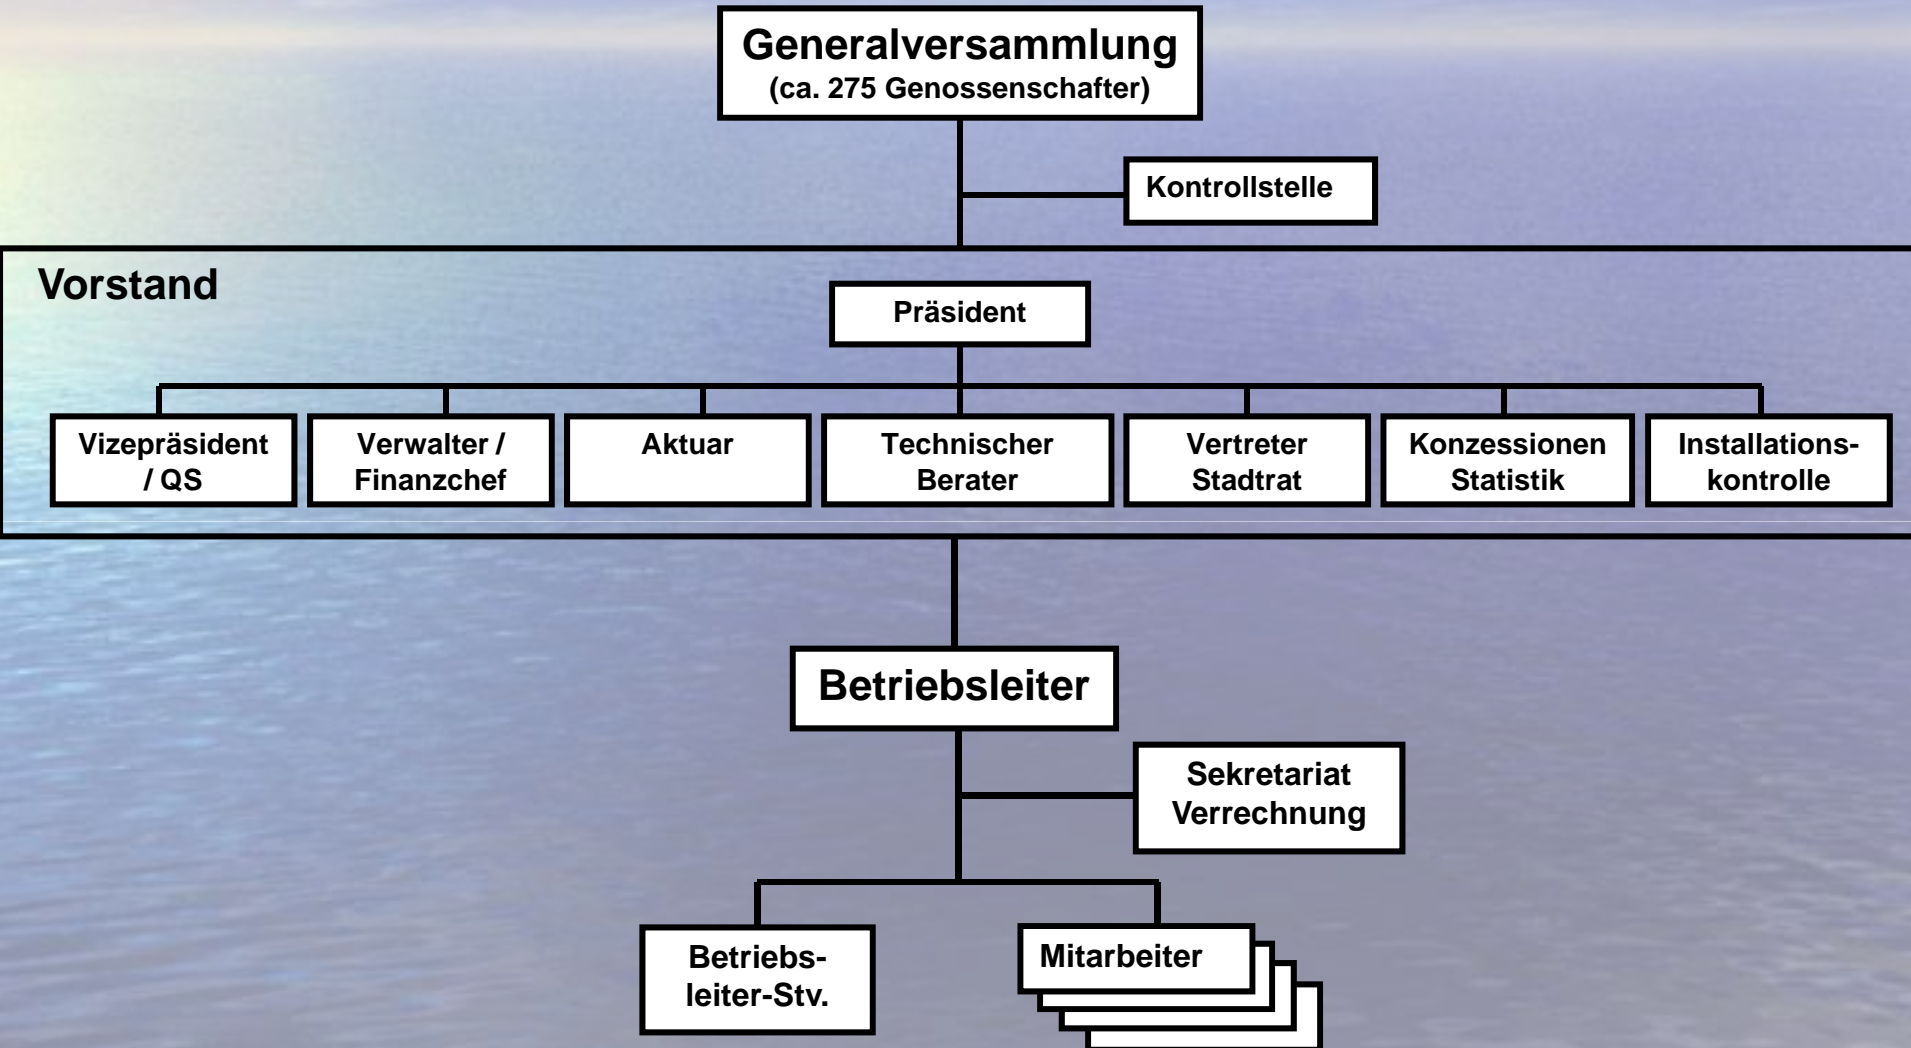 Generalversammlung
(ca. 275 Genossenschafter)
Kontrollstelle
Vorstand
Präsident
Vizepräsident
/ QS
Verwalter /
Finanzchef
Aktuar
Technischer
Berater
Vertreter
Stadtrat
Konzessionen
Statistik
Installations-
kontrolle
Betriebsleiter
Sekretariat
Verrechnung
Betriebs-
leiter-Stv.
Mitarbeiter